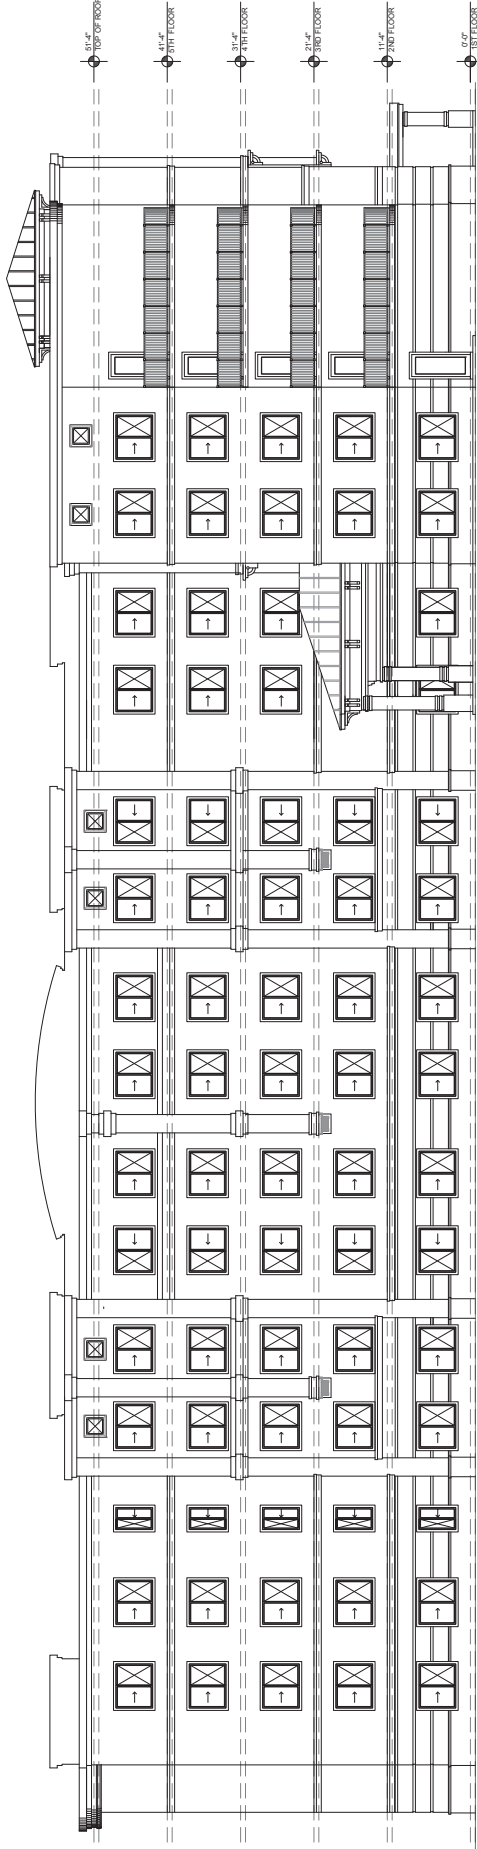 51'-4"
TOP OF ROOF
41'-4"
5TH FLOOR
31'-4"
4TH FLOOR
21'-4"
3RD FLOOR
11'-4"
2ND FLOOR
0'-0"
1ST FLOOR